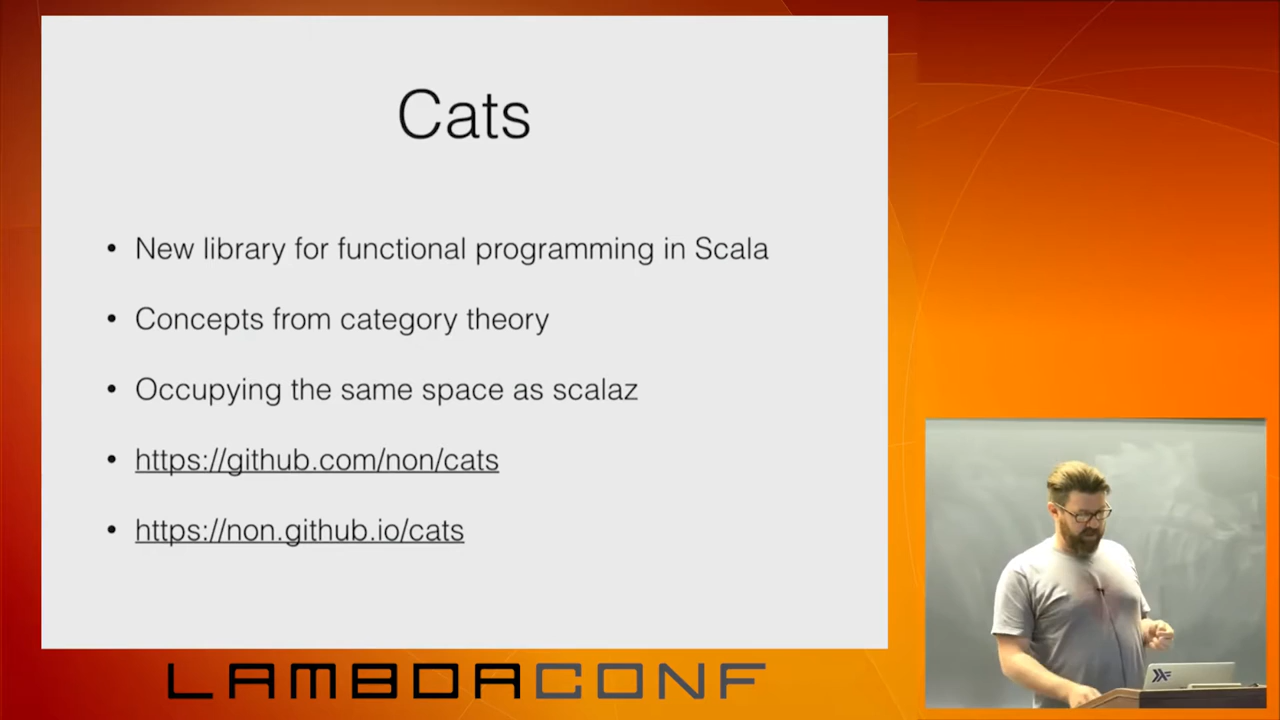 Cats
• New library for functional programming in Scala
• Concepts from category theory
• Occupying the same space as scalaz
• https://github.com/non/cats
• https://non.github.io/cats
LAMBDACONF